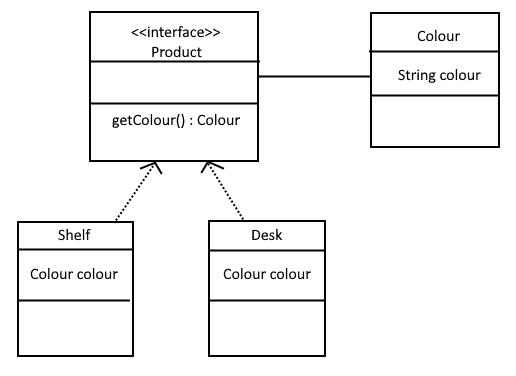 <<interface>>
Product
getColour() : Colour
Colour
String colour
Shelf
Colour colour
Desk
Colour colour